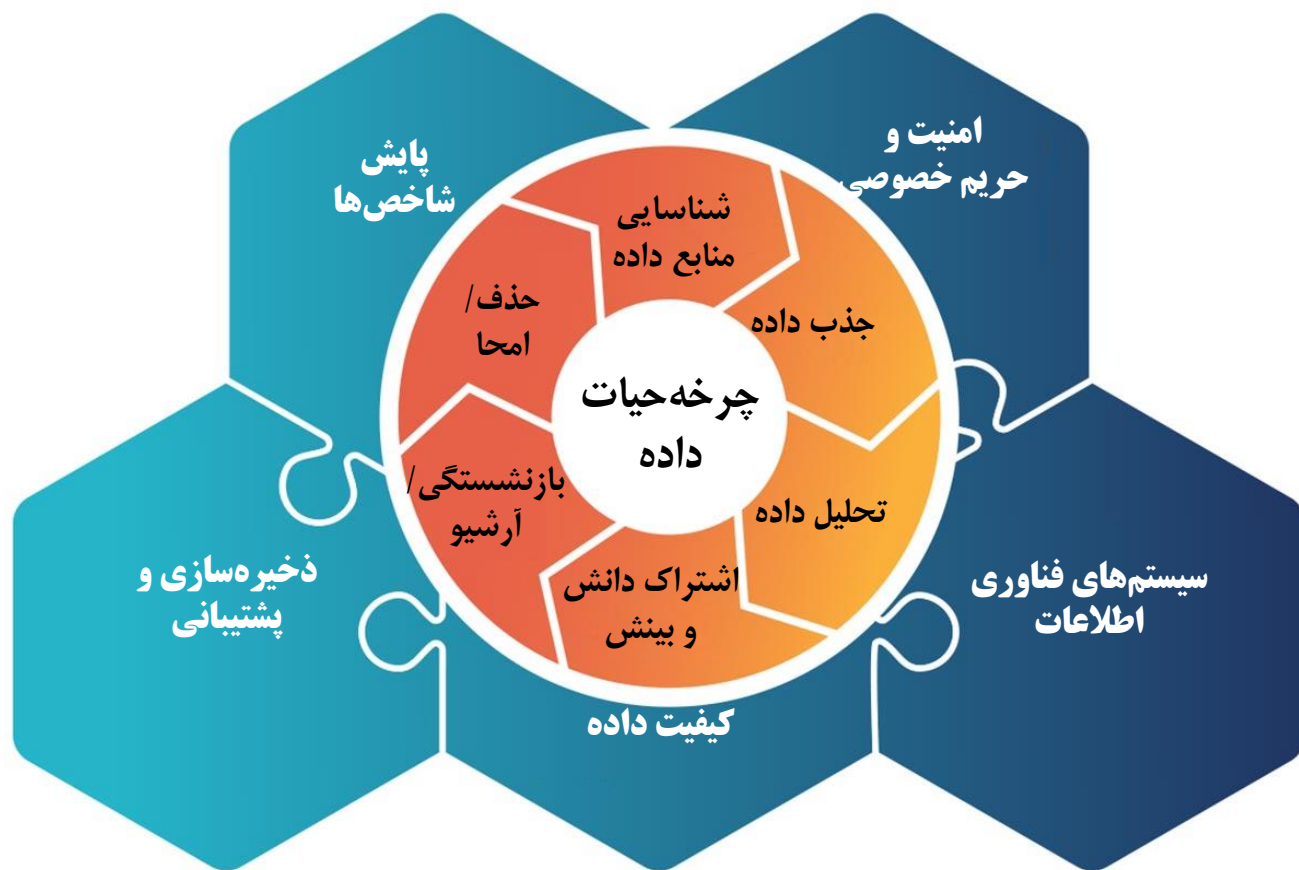 امنیت و
حریم خصوصی
پایش
شاخص‌ها
شناسایی
منابع داده
جذب داده
حذف/
امحا
چرخه‌حیات
داده
تحلیل داده
بازنشستگی/
آرشیو
اشتراک دانش
و بینش
سیستم‌های فناوری
اطلاعات
ذخیره‌سازی و
پشتیبانی
کیفیت داده